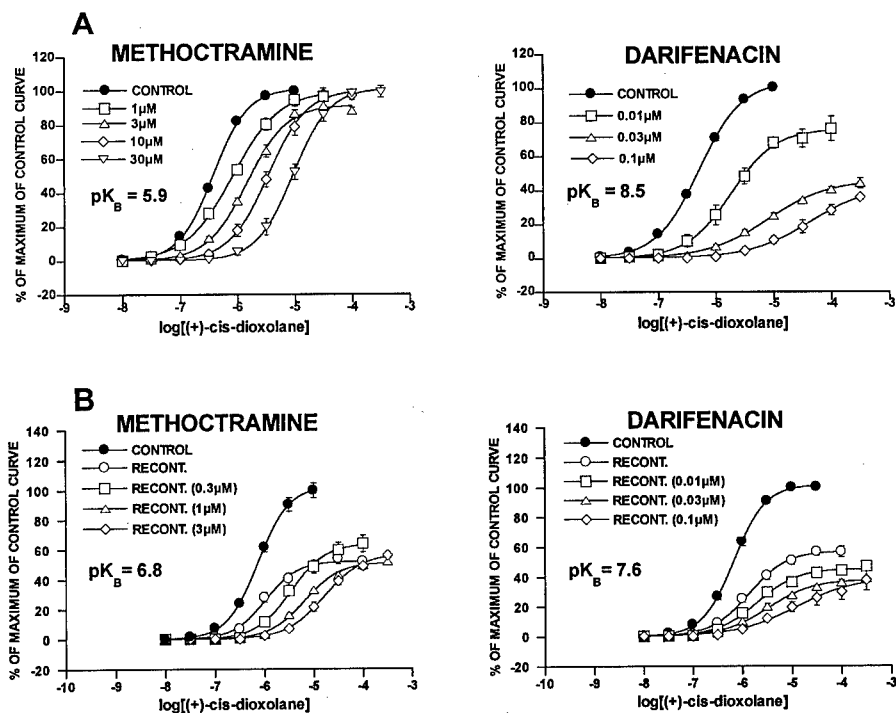 A
METHOCTRAMINE
% OF MAXIMUM OF CONTROL CURVE
120
100
80
60
40
20
0
-20
CONTROL
1µM
3µM
10µM
30µM
pKB = 5.9
-9 -8 -7 -6 -5 -4 -3
log[(+)-cis-dioxolane]
DARIFENACIN
% OF MAXIMUM OF CONTROL CURVE
120
100
80
60
40
20
0
-20
CONTROL
0.01µM
0.03µM
0.1µM
pKB = 8.5
-9 -8 -7 -6 -5 -4 -3
log[(+)-cis-dioxolane]
B
METHOCTRAMINE
% OF MAXIMUM OF CONTROL CURVE
140
120
100
80
60
40
20
0
-20
CONTROL
RECONT.
RECONT. (0.3µM)
RECONT. (1µM)
RECONT. (3µM)
pKB = 6.8
-10 -9 -8 -7 -6 -5 -4 -3
log[(+)-cis-dioxolane]
DARIFENACIN
% OF MAXIMUM OF CONTROL CURVE
140
120
100
80
60
40
20
0
-20
CONTROL
RECONT.
RECONT. (0.01µM)
RECONT. (0.03µM)
RECONT. (0.1µM)
pKB = 7.6
-10 -9 -8 -7 -6 -5 -4 -3
log[(+)-cis-dioxolane]